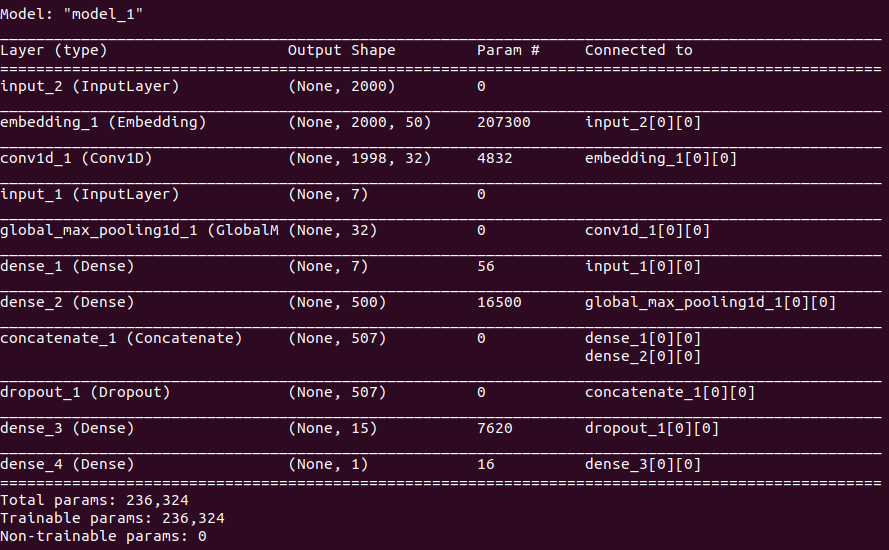 Model: "model_1"
Layer (type) Output Shape Param # Connected to
input_2 (InputLayer) (None, 2000) 0
embedding_1 (Embedding) (None, 2000, 50) 207300 input_2[0][0]
conv1d_1 (Conv1D) (None, 1998, 32) 4832 embedding_1[0][0]
input_1 (InputLayer) (None, 7) 0
global_max_pooling1d_1 (GlobalM (None, 32) 0 conv1d_1[0][0]
dense_1 (Dense) (None, 7) 56 input_1[0][0]
dense_2 (Dense) (None, 500) 16500 global_max_pooling1d_1[0][0]
concatenate_1 (Concatenate) (None, 507) 0 dense_1[0][0]
dense_2[0][0]
dropout_1 (Dropout) (None, 507) 0 concatenate_1[0][0]
dense_3 (Dense) (None, 15) 7620 dropout_1[0][0]
dense_4 (Dense) (None, 1) 16 dense_3[0][0]
Total params: 236,324
Trainable params: 236,324
Non-trainable params: 0